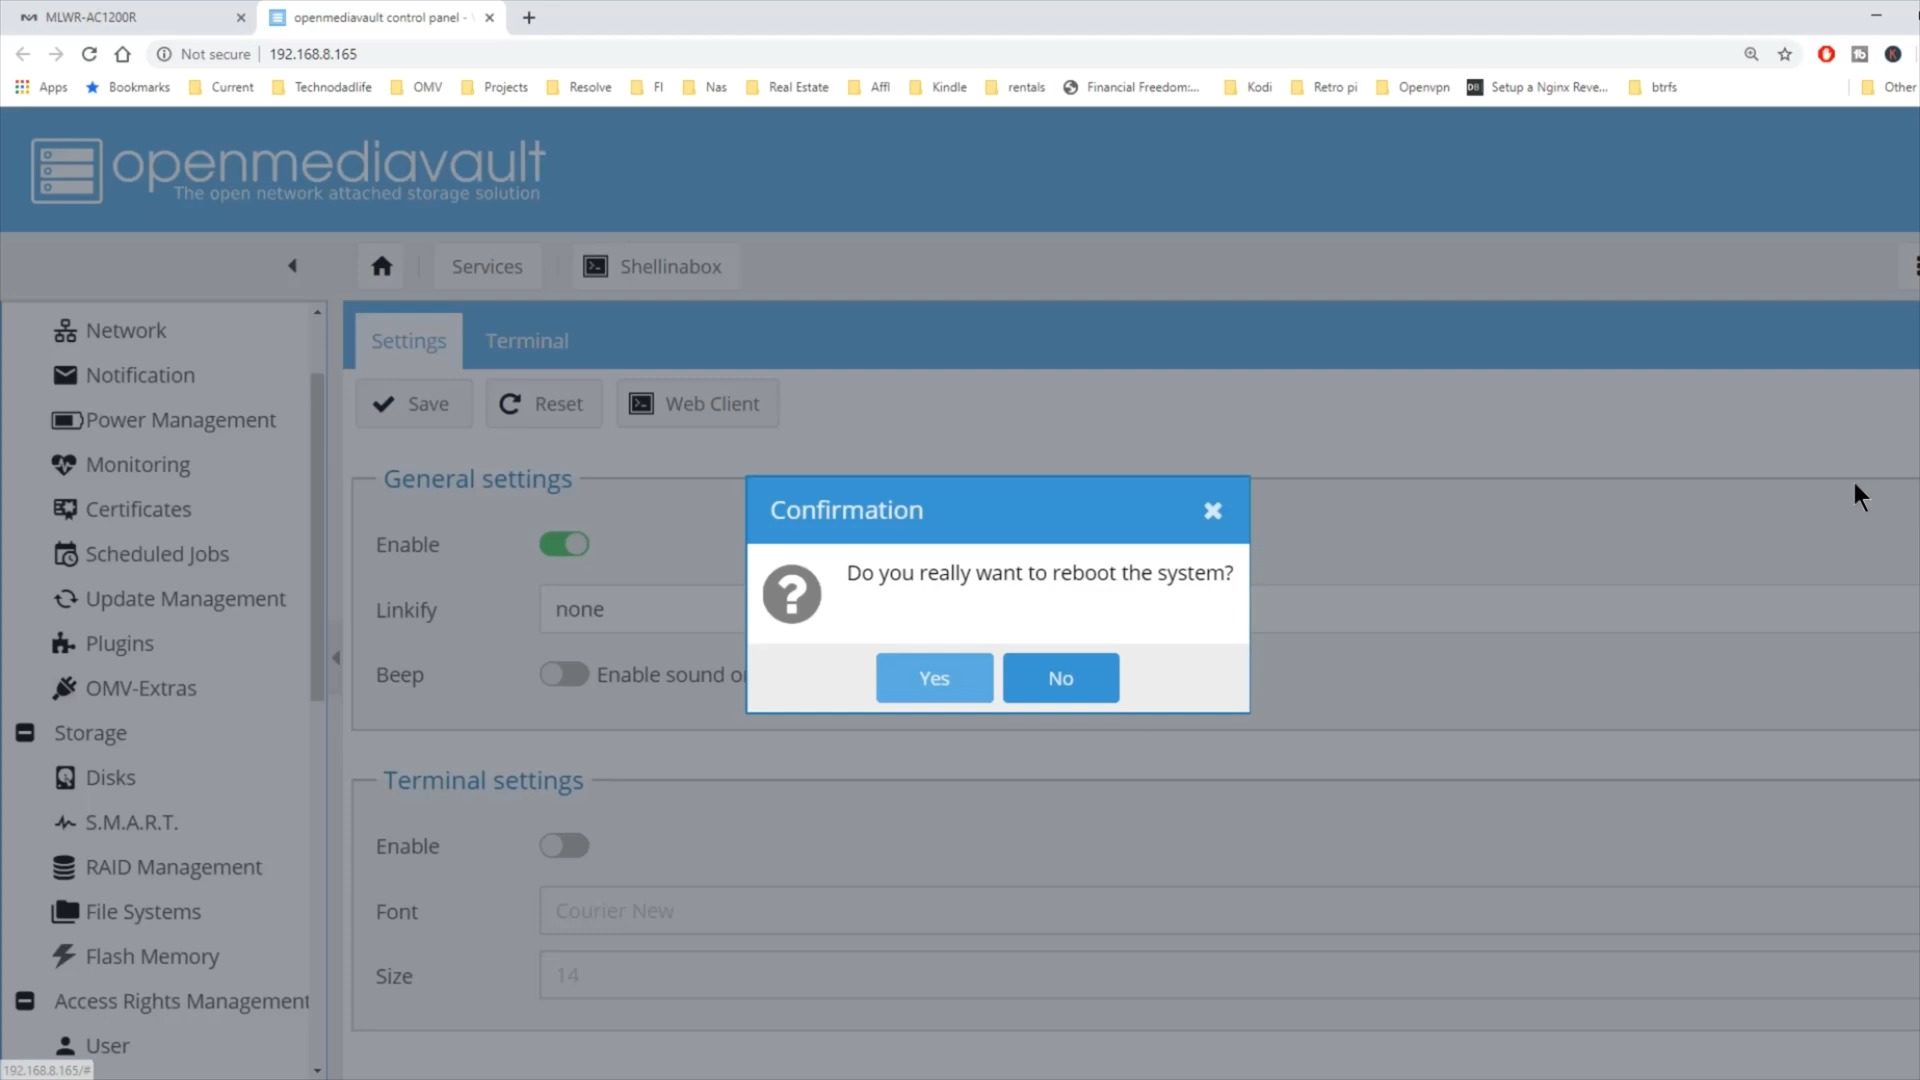 MLWR-AC1200R
openmediavault control panel -
Not secure
192.168.8.165
Apps
Bookmarks
Current
Technodadlife
OMV
Projects
Resolve
FI
Nas
Real Estate
Affl
Kindle
rentals
Financial Freedom:...
Kodi
Retro pi
Openvpn
Setup a Nginx Reve...
btrfs
Other
openmediavault
The open network attached storage solution
Services
Shellinabox
Network
Notification
Power Management
Monitoring
Certificates
Scheduled Jobs
Update Management
Plugins
OMV-Extras
Storage
Disks
S.M.A.R.T.
RAID Management
File Systems
Flash Memory
Access Rights Management
User
Settings
Terminal
Save
Reset
Web Client
General settings
Enable
Linkify
none
Beep
Enable sound
Confirmation
Do you really want to reboot the system?
Yes
No
Terminal settings
Enable
Font
Courier New
Size
14
192.168.8.165/#